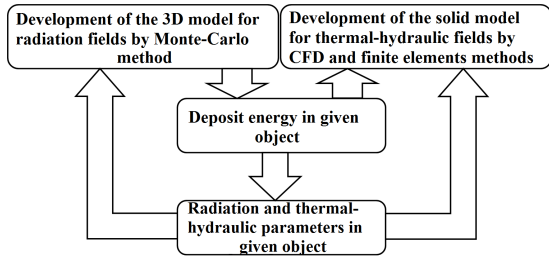 Development of the 3D model for
radiation fields by Monte-Carlo
method
Development of the solid model
for thermal-hydraulic fields by
CFD and finite elements methods
Deposit energy in given
object
Radiation and thermal-
hydraulic parameters in
given object